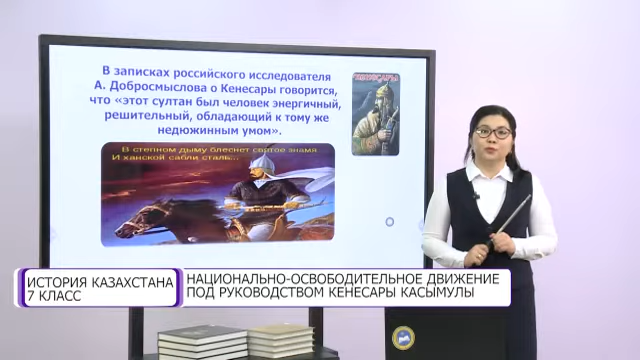 В записках российского исследователя
А. Добросмыслова о Кенесары говорится,
что «этот султан был человек энергичный,
решительный, обладающий к тому же
недюжинным умом».
КЕНЕСАРЫ
В степном дыму блеснет святое знамя
И ханской сабли сталь...
ИСТОРИЯ КАЗАХСТАНА
7 КЛАСС
НАЦИОНАЛЬНО-ОСВОБОДИТЕЛЬНОЕ ДВИЖЕНИЕ
ПОД РУКОВОДСТВОМ КЕНЕСАРЫ КАСЫМУЛЫ